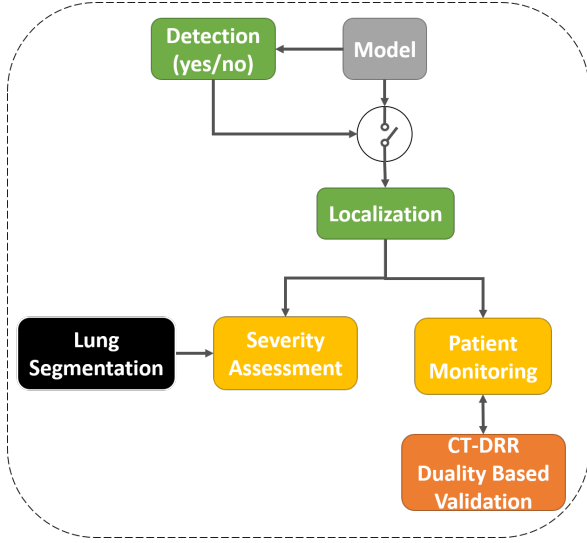 Detection
(yes/no)
Model
Localization
Lung
Segmentation
Severity
Assessment
Patient
Monitoring
CT-DRR
Duality Based
Validation